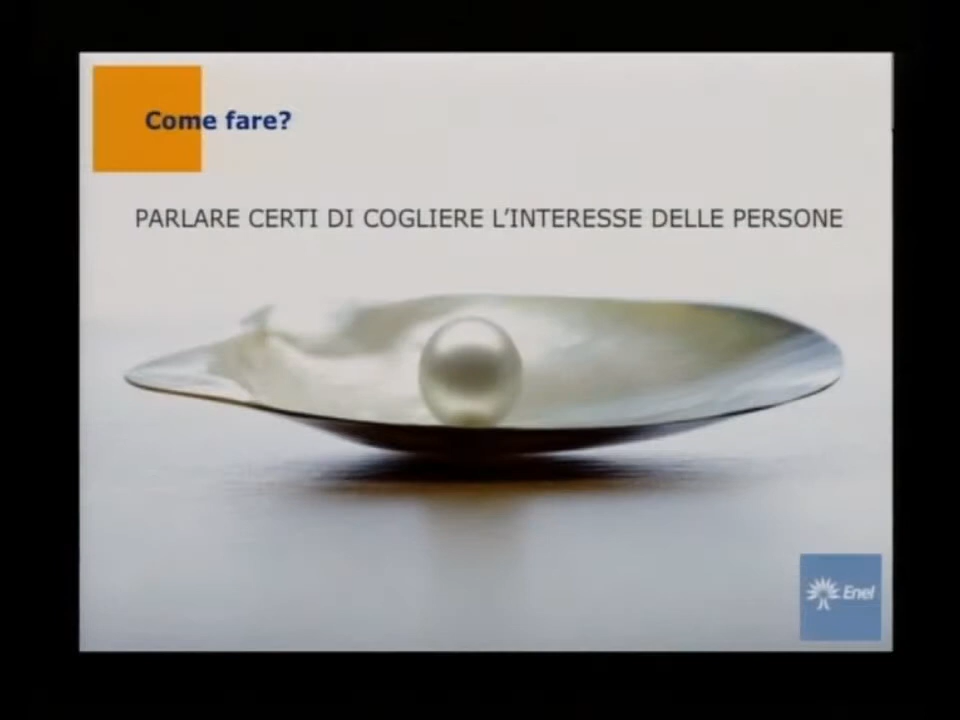 Come fare?
PARLARE CERTI DI COGLIERE L'INTERESSE DELLE PERSONE
Enel